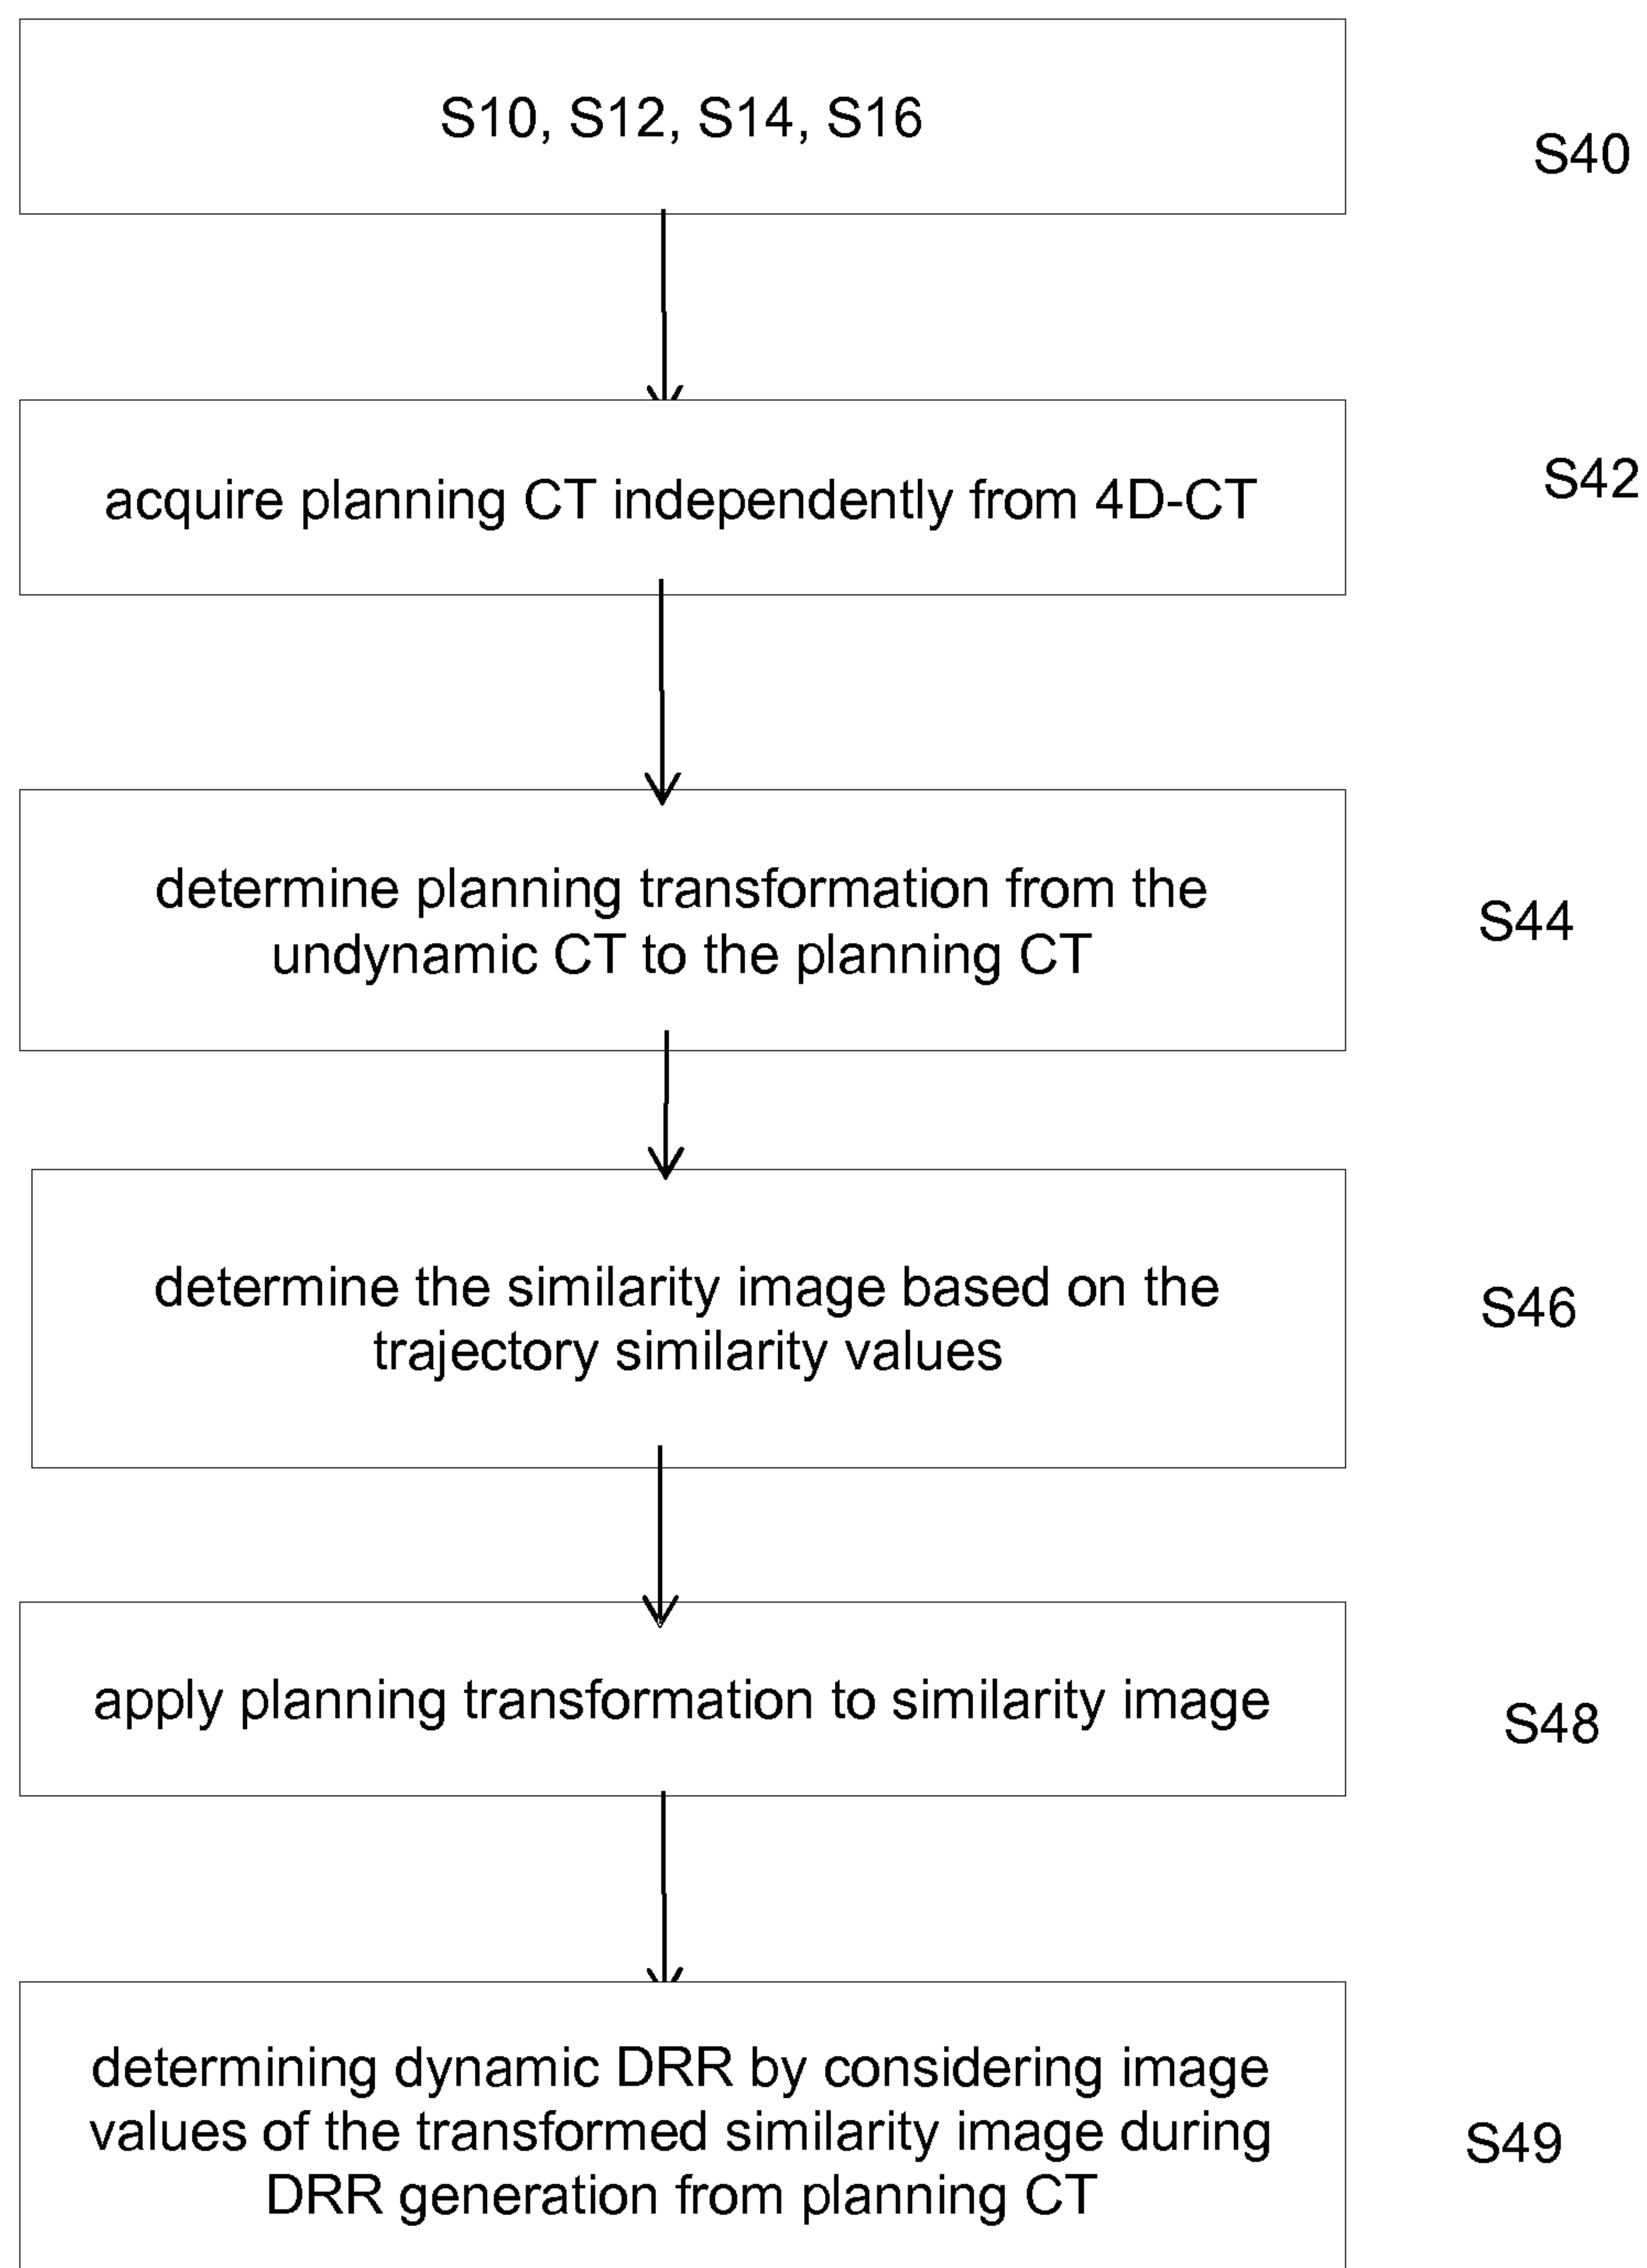 S10, S12, S14, S16
S40
acquire planning CT independently from 4D-CT
S42
determine planning transformation from the
undynamic CT to the planning CT
S44
determine the similarity image based on the
trajectory similarity values
S46
apply planning transformation to similarity image
S48
determining dynamic DRR by considering image
values of the transformed similarity image during
DRR generation from planning CT
S49